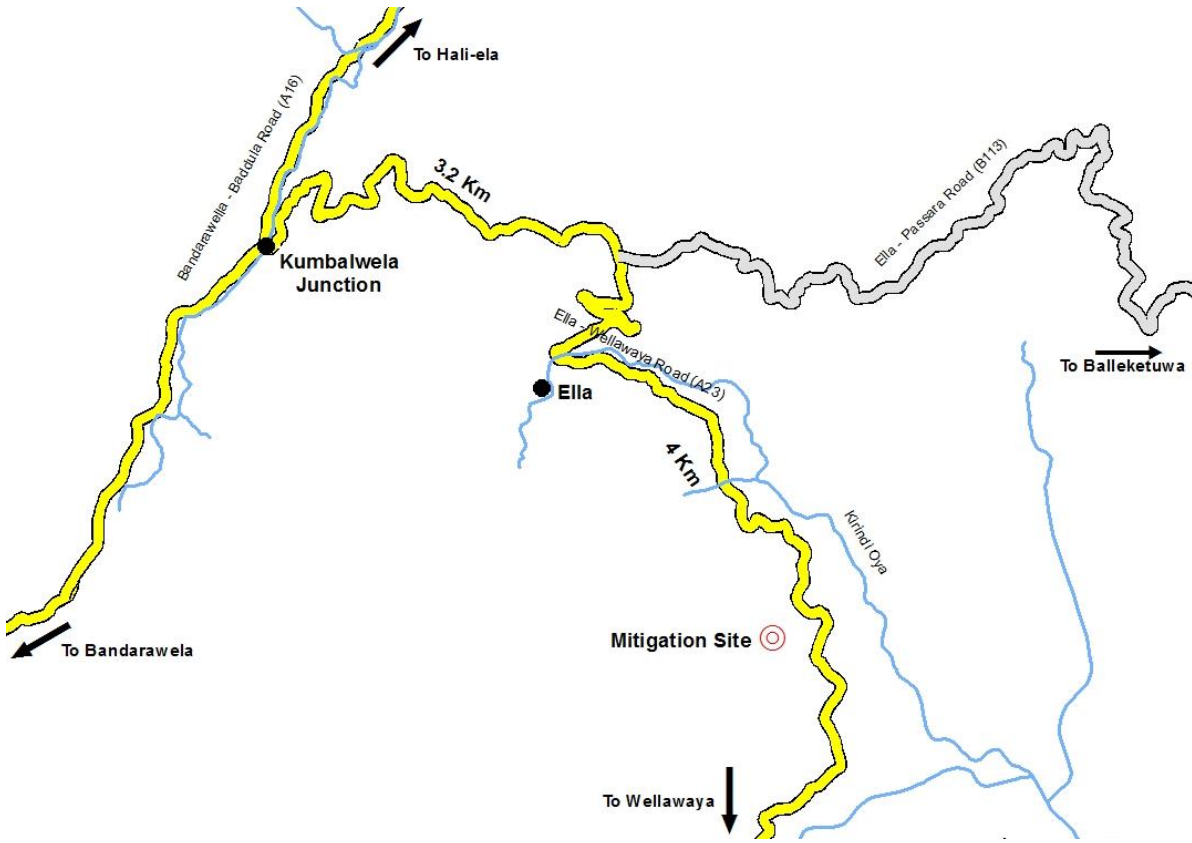 To Hali-ela
Bandarawella - Baddula Road (A16)
3.2 Km
Ella - Passara Road (B113)
Kumbalwela
Junction
Ella - Wellawaya Road (A23)
To Balleketuwa
Ella
4 Km
Kirindi Oya
Mitigation Site
To Bandarawela
To Wellawaya